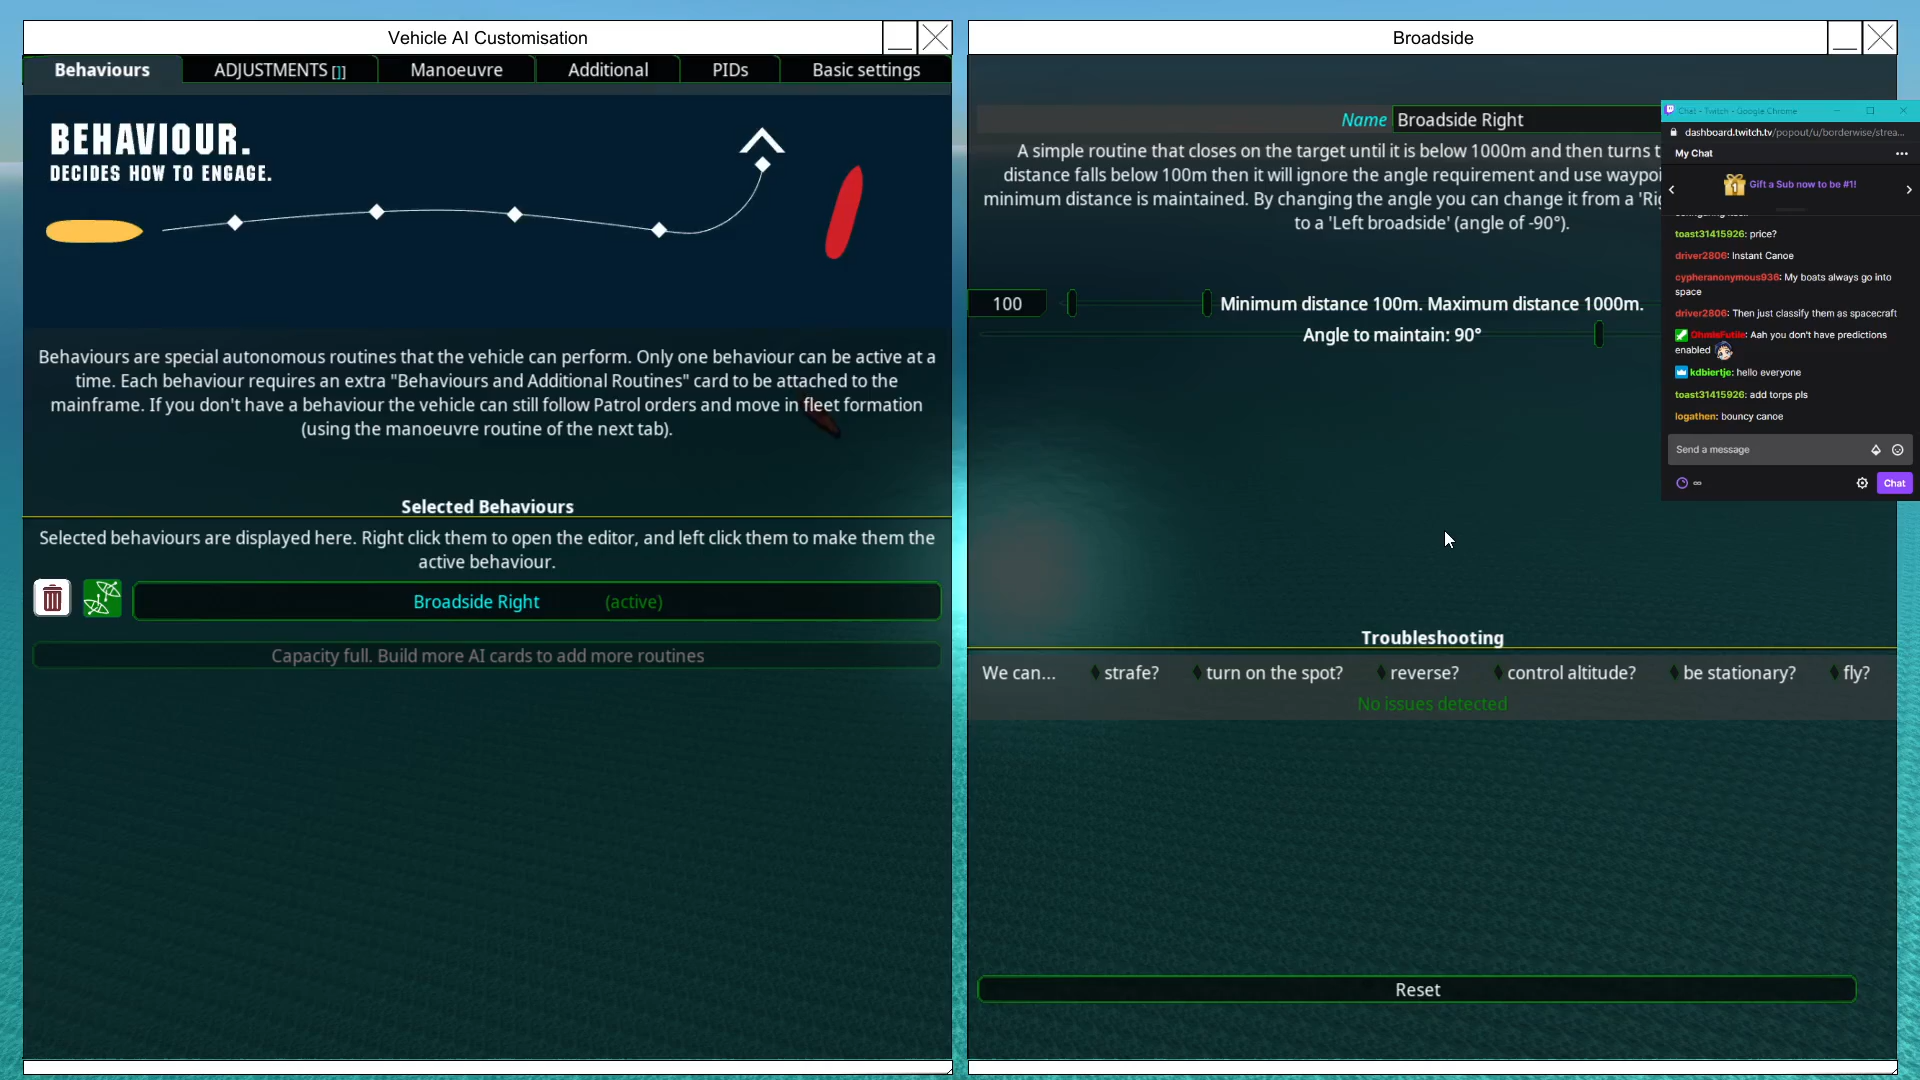 Vehicle AI Customisation
Behaviours
ADJUSTMENTS []
Manoeuvre
Additional
PIDs
Basic settings
BEHAVIOUR.
DECIDES HOW TO ENGAGE.
Behaviours are special autonomous routines that the vehicle can perform. Only one behaviour can be active at a
time. Each behaviour requires an extra "Behaviours and Additional Routines" card to be attached to the
mainframe. If you don't have a behaviour the vehicle can still follow Patrol orders and move in fleet formation
(using the manoeuvre routine of the next tab).
Selected Behaviours
Selected behaviours are displayed here. Right click them to open the editor, and left click them to make them the
active behaviour.
Broadside Right (active)
Capacity full. Build more AI cards to add more routines
Broadside
Name Broadside Right
A simple routine that closes on the target until it is below 1000m and then turns t
distance falls below 100m then it will ignore the angle requirement and use waypoi
minimum distance is maintained. By changing the angle you can change it from a 'Rig
to a 'Left broadside' (angle of -90°).
100
Minimum distance 100m. Maximum distance 1000m.
Angle to maintain: 90°
Troubleshooting
We can... strafe? turn on the spot? reverse? control altitude? be stationary? fly?
No issues detected
Reset
Chat - Twitch - Google Chrome
dashboard.twitch.tv/popout/u/borderwise/strea...
My Chat
Gift a Sub now to be #1!
toast31415926: price?
driver2806: Instant Canoe
cypheranonymous936: My boats always go into
space
driver2806: Then just classify them as spacecraft
OhmIsFutile: Aah you don't have predictions
enabled
kdbiertje: hello everyone
toast31415926: add torps pls
logathen: bouncy canoe
Send a message
Chat